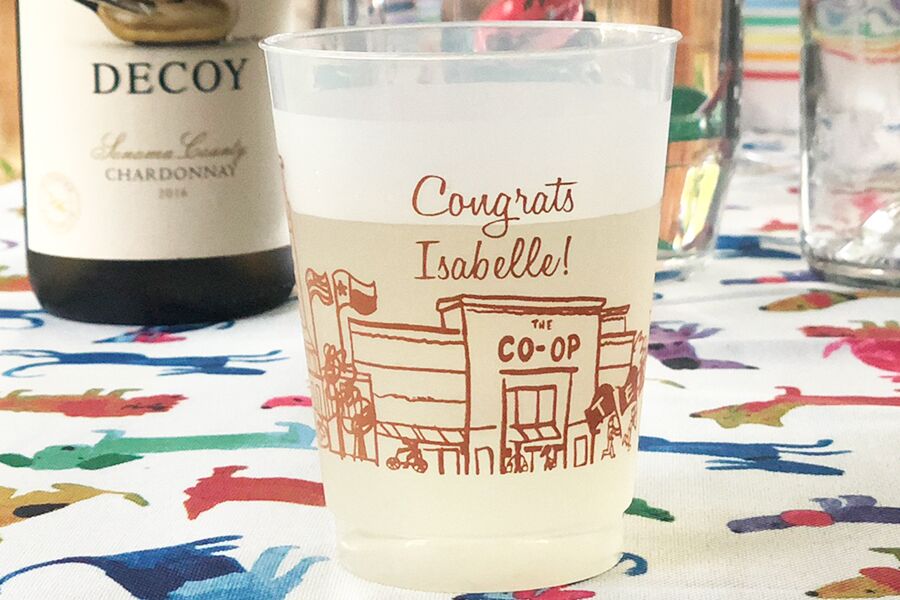 DECOY
Sonoma County
CHARDONNAY
2016
Congrats
Isabelle!
THE
CO-OP